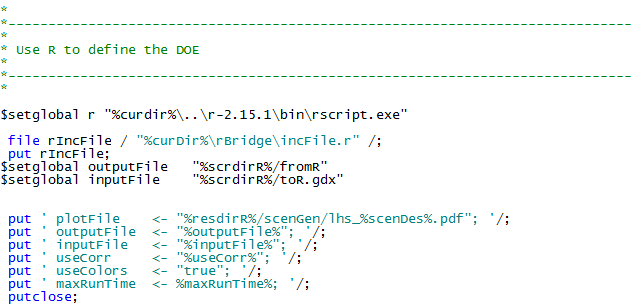 *
*------------------------------------------------------------------------------
*
* Use R to define the DOE
*
*------------------------------------------------------------------------------
*
$setglobal r "%curdir%\..\r-2.15.1\bin\rscript.exe"
file rIncFile / "%curDir%\rBridge\incFile.r" /;
put rIncFile;
$setglobal outputFile "%scrdirR%/fromR"
$setglobal inputFile "%scrdirR%/toR.gdx"
put ' plotFile <- "%resdirR%/scenGen/lhs_%scenDes%.pdf"; '/;
put ' outputFile <- "%outputFile%"; '/;
put ' inputFile <- "%inputFile%"; '/;
put ' useCorr <- "%useCorr%"; '/;
put ' useColors <- "true"; '/;
put ' maxRunTime <- %maxRunTime%; '/;
putclose;